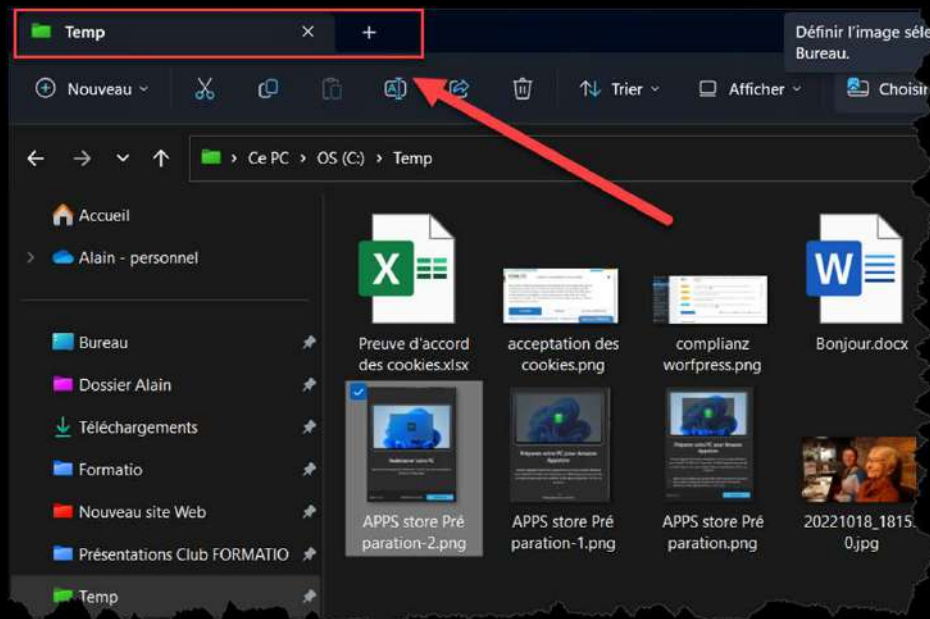 Temp
Définir l'image séle
Bureau.
Nouveau
Trier
Afficher
Choisir
Ce PC > OS (C:) > Temp
Accueil
Alain - personnel
Bureau
Dossier Alain
Téléchargements
Formatio
Nouveau site Web
Présentations Club FORMATIO
Temp
Preuve d'accord
des cookies.xlsx
acceptation des
cookies.png
complianz
worfpress.png
Bonjour.docx
APPS store Pré
paration-2.png
APPS store Pré
paration-1.png
APPS store Pré
paration.png
20221018_1815
0.jpg